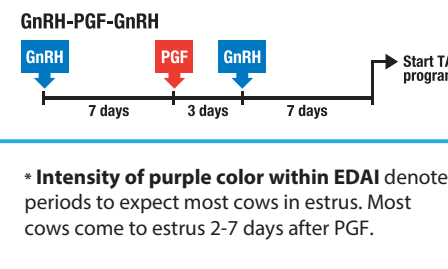 GnRH-PGF-GnRH
GnRH PGF GnRH
Start
7 days 3 days 7 days
* Intensity of purple color within EDAI denote
periods to expect most cows in estrus. Most
cows come to estrus 2-7 days after PGF.